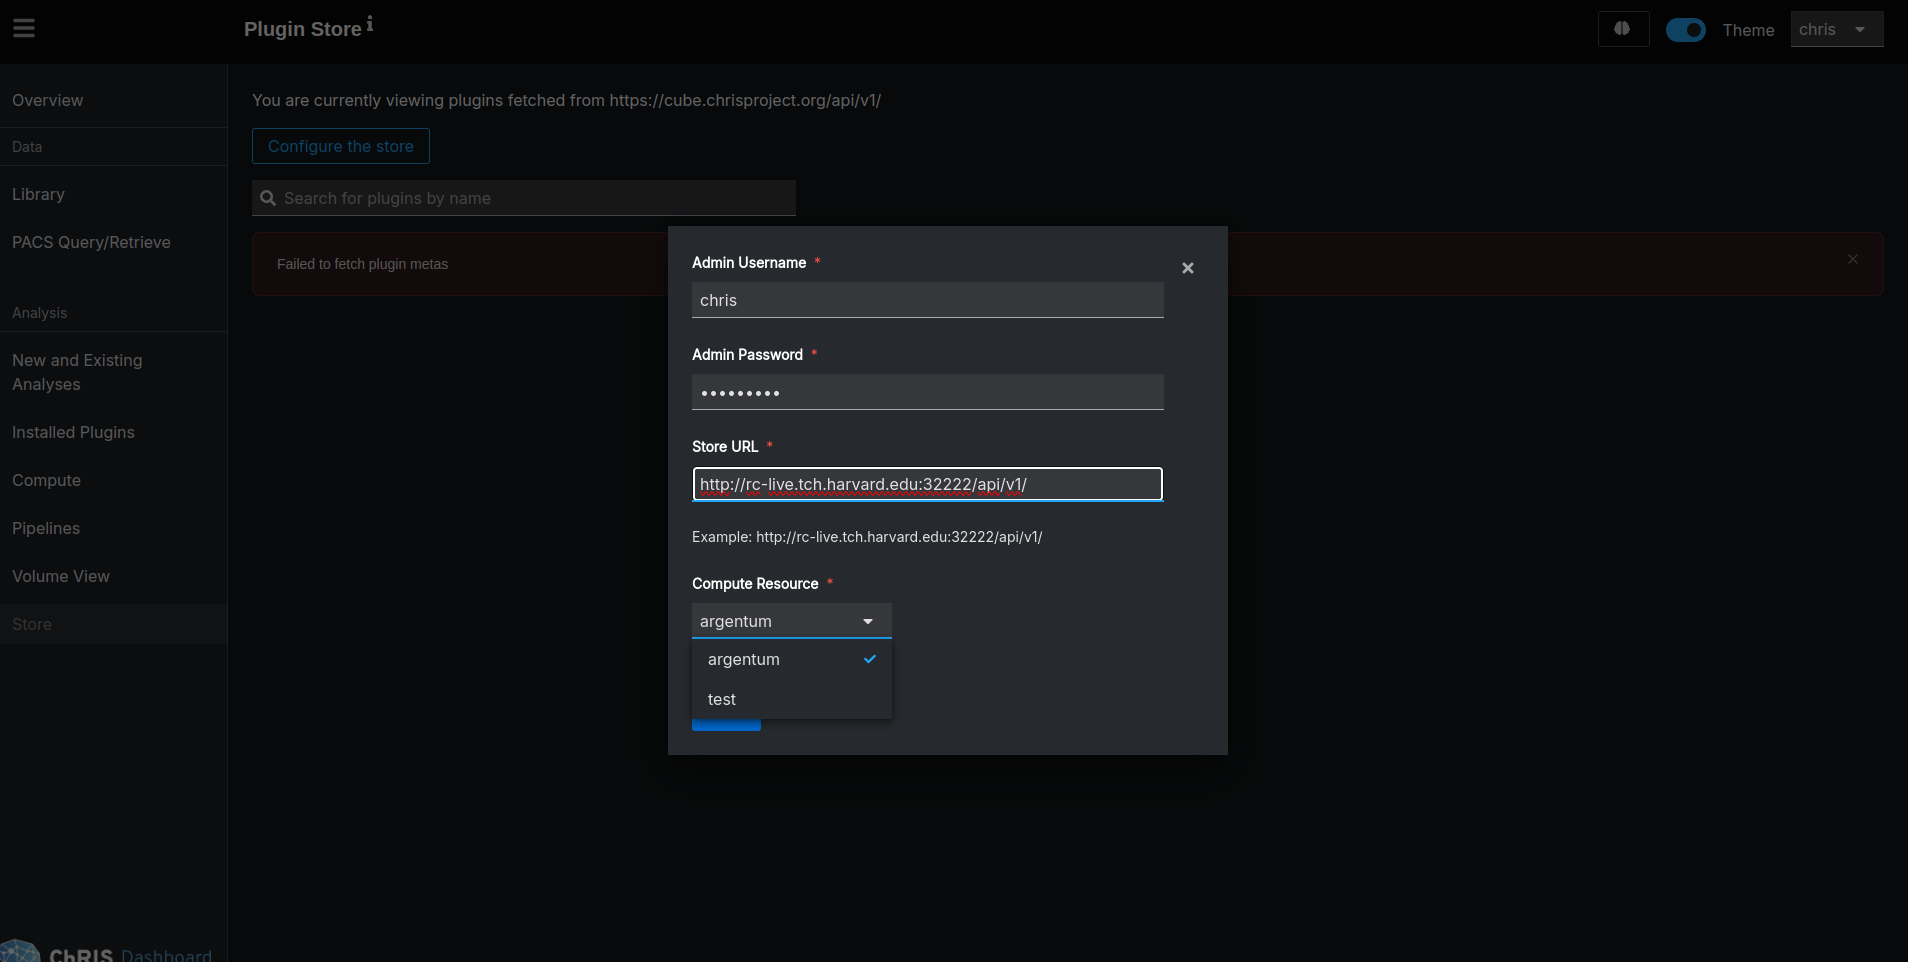 Plugin Store
Theme
chris
Overview
Data
Library
PACS Query/Retrieve
Analysis
New and Existing
Analyses
Installed Plugins
Compute
Pipelines
Volume View
Store
ChRIS Dashboard
You are currently viewing plugins fetched from https://cube.chrisproject.org/api/v1/
Configure the store
Search for plugins by name
Failed to fetch plugin metas
Admin Username *
chris
Admin Password *
•••••••••
Store URL *
http://rc-live.tch.harvard.edu:32222/api/v1/
Example: http://rc-live.tch.harvard.edu:32222/api/v1/
Compute Resource *
argentum
argentum
test